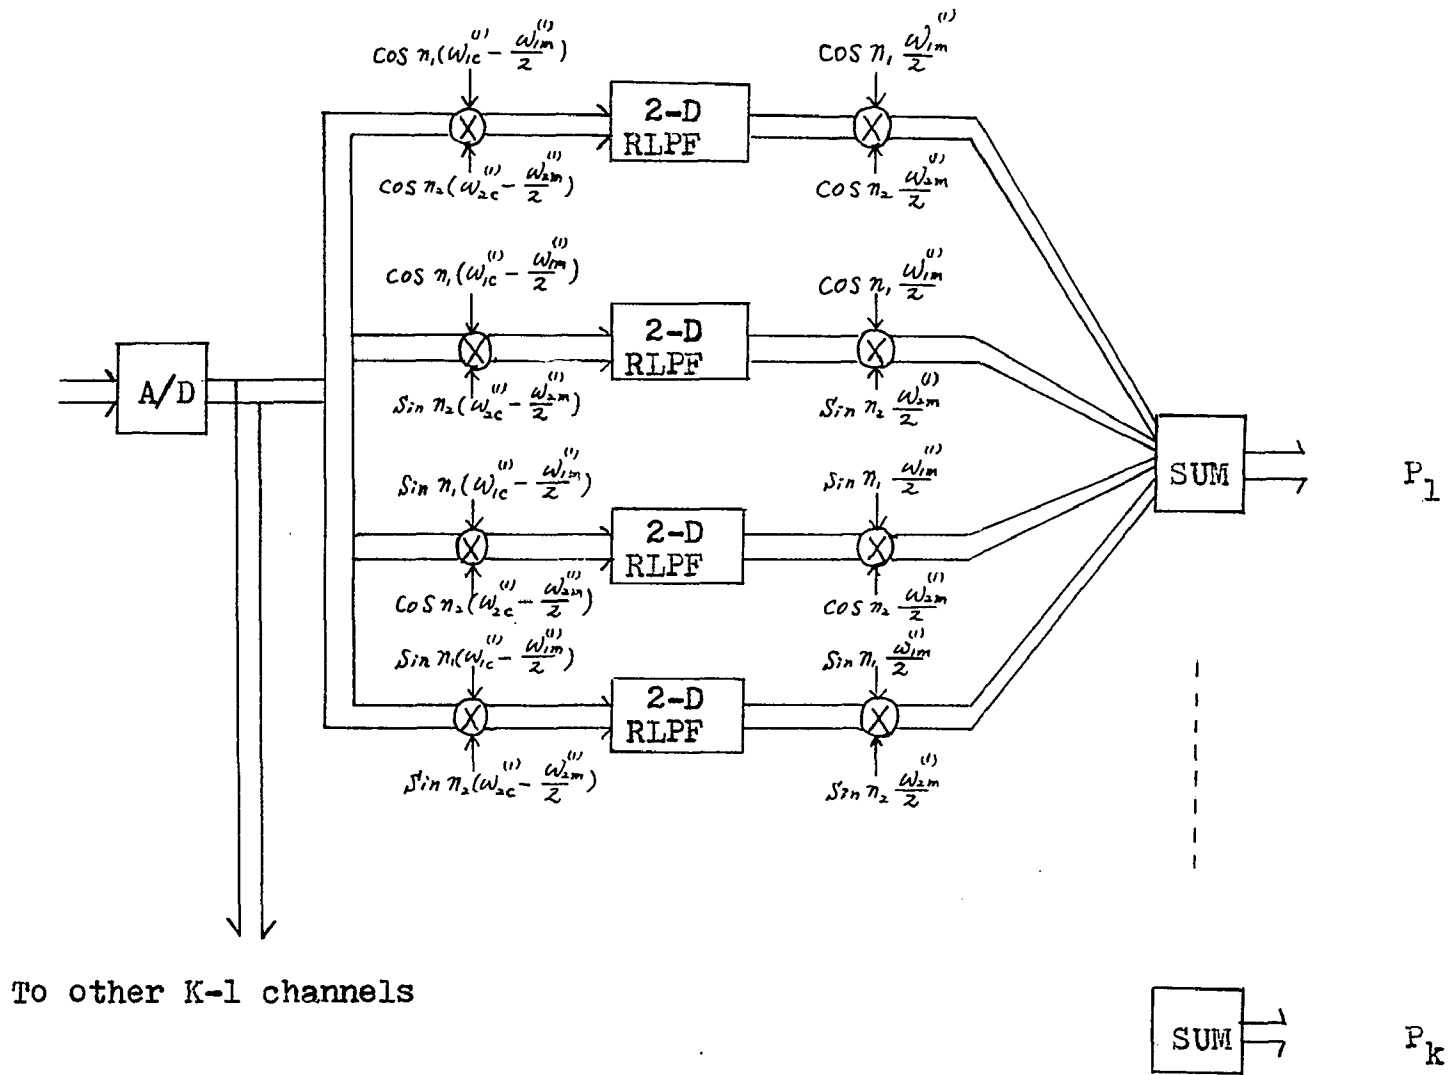 COS n₁(ω₁c⁽¹⁾ − ω₁m⁽¹⁾/2)
COS n₁ ω₁m⁽¹⁾/2
2-D
RLPF
X
X
COS n₂(ω₂c⁽¹⁾ − ω₂m⁽¹⁾/2)
COS n₂ ω₂m⁽¹⁾/2
COS n₁(ω₁c⁽¹⁾ − ω₁m⁽¹⁾/2)
COS n₁ ω₁m⁽¹⁾/2
2-D
RLPF
X
X
A/D
Sin n₂(ω₂c⁽¹⁾ − ω₂m⁽¹⁾/2)
Sin n₂ ω₂m⁽¹⁾/2
Sin n₁(ω₁c⁽¹⁾ − ω₁m⁽¹⁾/2)
Sin n₁ ω₁m⁽¹⁾/2
SUM
P₁
2-D
RLPF
X
X
COS n₂(ω₂c⁽¹⁾ − ω₂m⁽¹⁾/2)
COS n₂ ω₂m⁽¹⁾/2
Sin n₁(ω₁c⁽¹⁾ − ω₁m⁽¹⁾/2)
Sin n₁ ω₁m⁽¹⁾/2
2-D
RLPF
X
X
Sin n₂(ω₂c⁽¹⁾ − ω₂m⁽¹⁾/2)
Sin n₂ ω₂m⁽¹⁾/2
To other K-1 channels
SUM
Pₖ